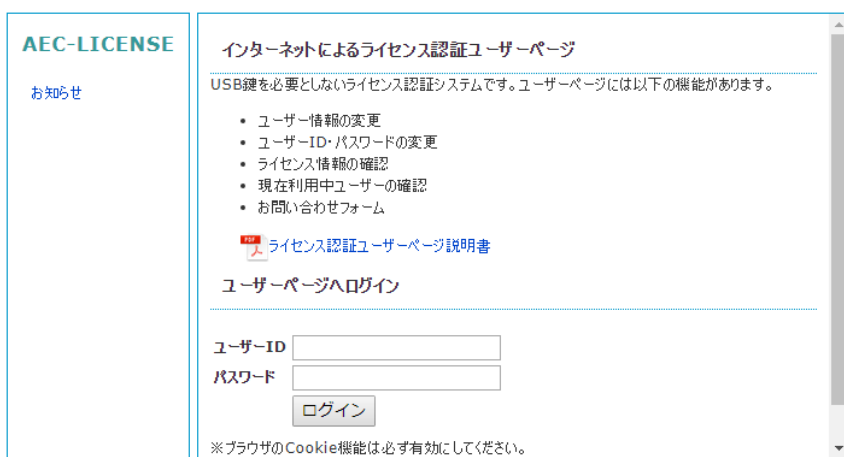 AEC-LICENSE
お知らせ
インターネットによるライセンス認証ユーザーページ
USB鍵を必要としないライセンス認証システムです。ユーザーページには以下の機能があります。
• ユーザー情報の変更
• ユーザーID・パスワードの変更
• ライセンス情報の確認
• 現在利用中ユーザーの確認
• お問い合わせフォーム
PDF ライセンス認証ユーザーページ説明書
ユーザーページへログイン
ユーザーID
パスワード
ログイン
※ブラウザのCookie機能は必ず有効にしてください。